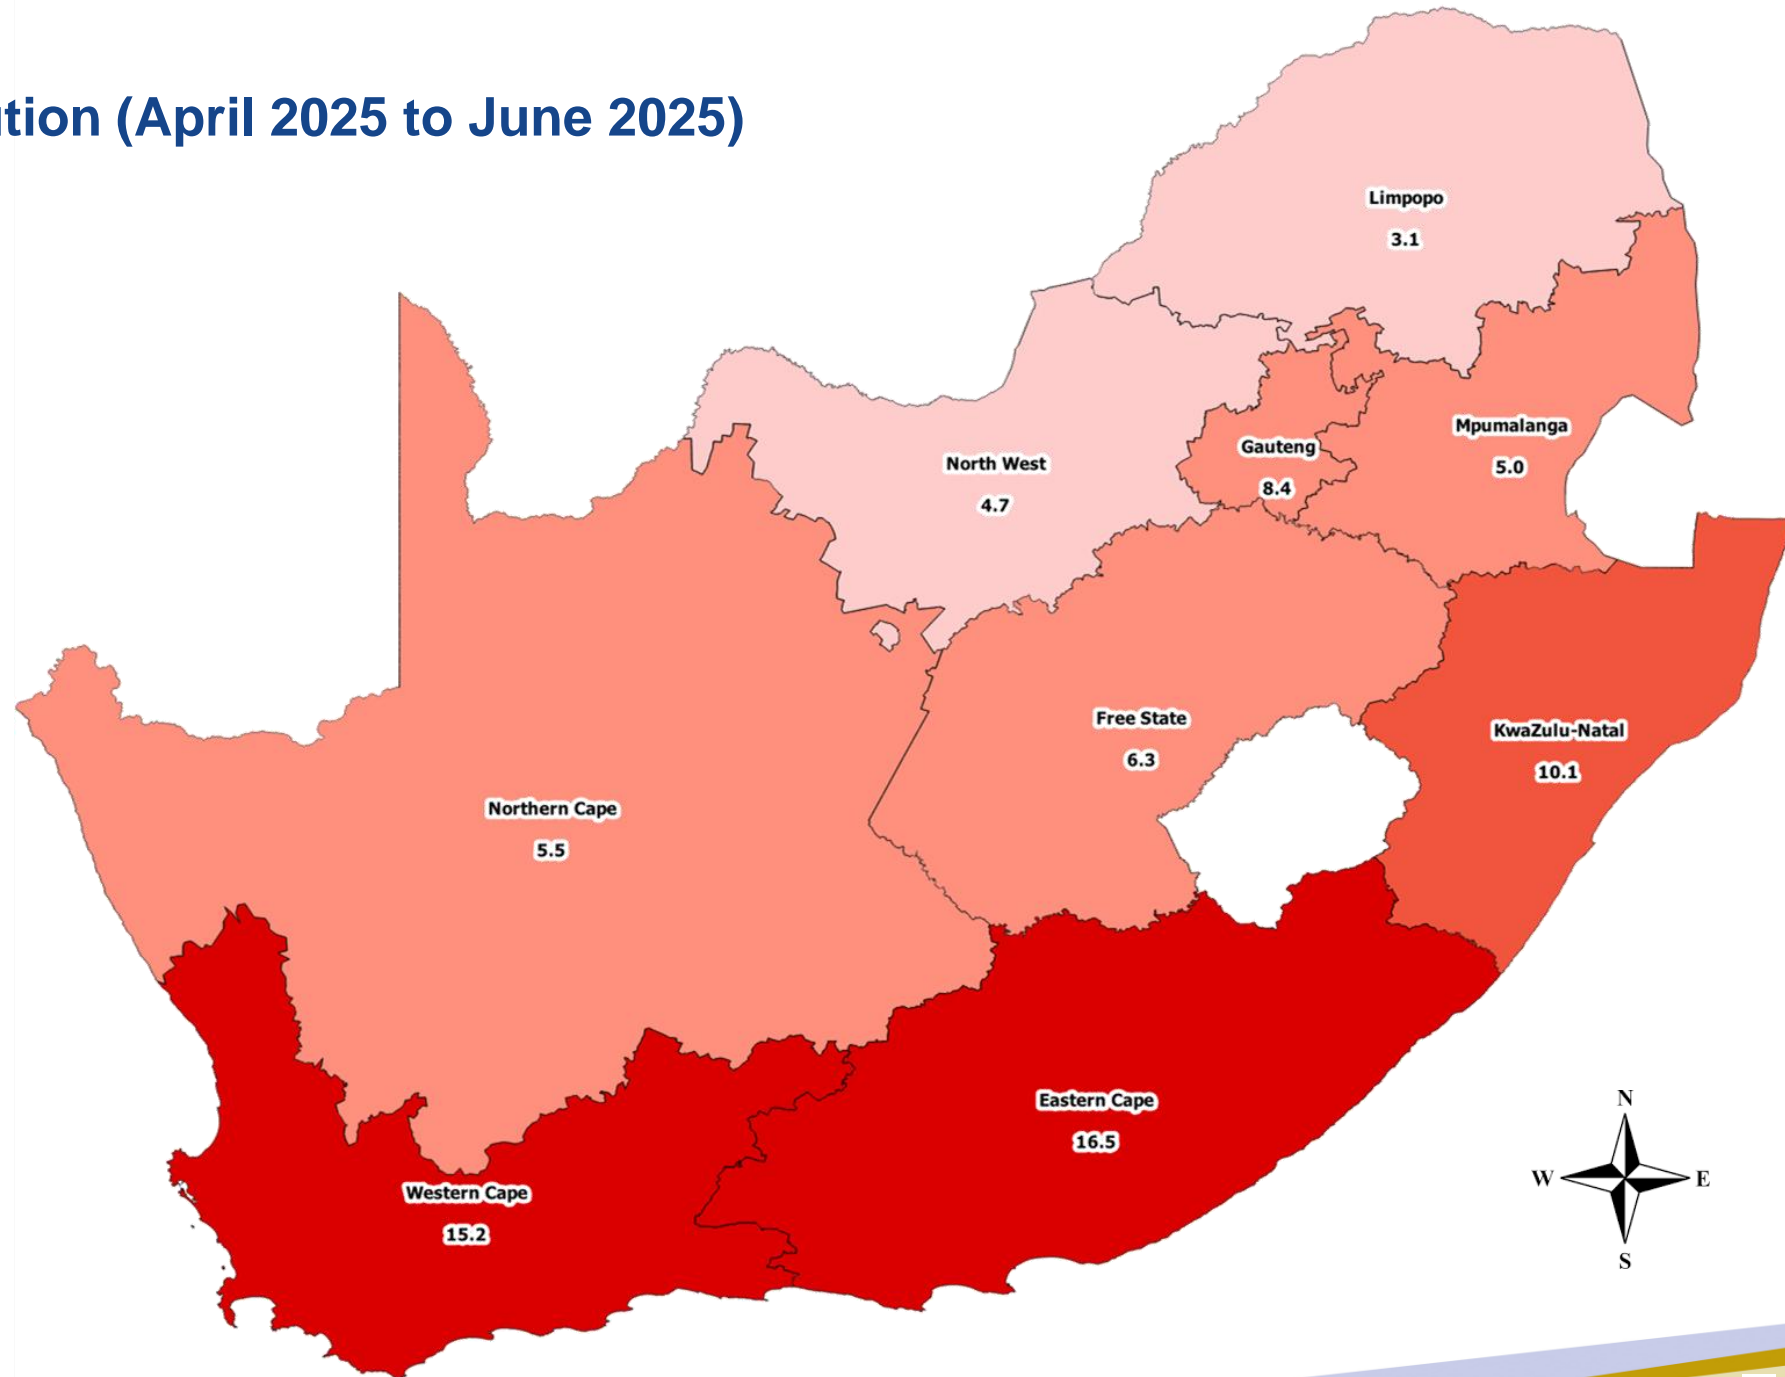 (April 2025 to June 2025)
Limpopo
3.1
Mpumalanga
5.0
Gauteng
8.4
North West
4.7
Free State
6.3
KwaZulu-Natal
10.1
Northern Cape
5.5
Eastern Cape
16.5
Western Cape
15.2
N
W
E
S